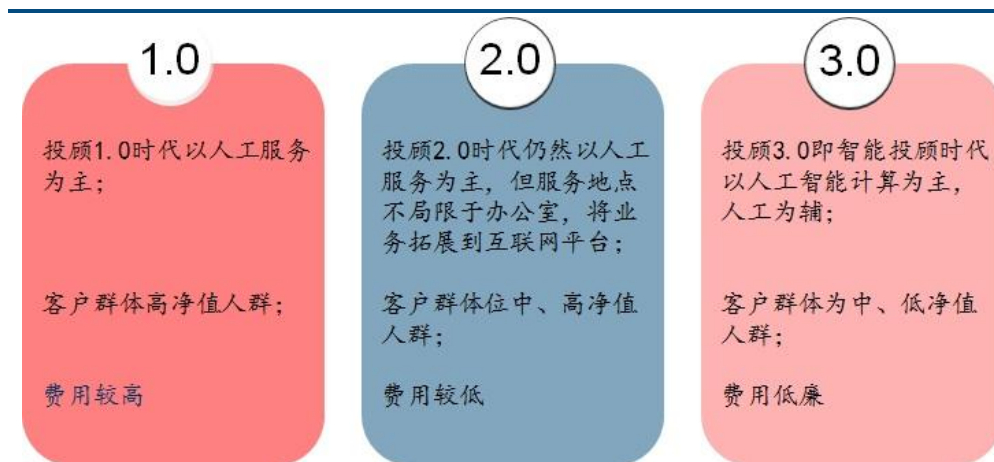 1.0
投顾1.0时代以人工服务
为主；
客户群体高净值人群；
费用较高
2.0
投顾2.0时代仍然以人工
服务为主，但服务地点
不局限于办公室，将业
务拓展到互联网平台；
客户群体位中、高净值
人群；
费用较低
3.0
投顾3.0即智能投顾时代
以人工智能计算为主，
人工为辅；
客户群体为中、低净值
人群；
费用低廉